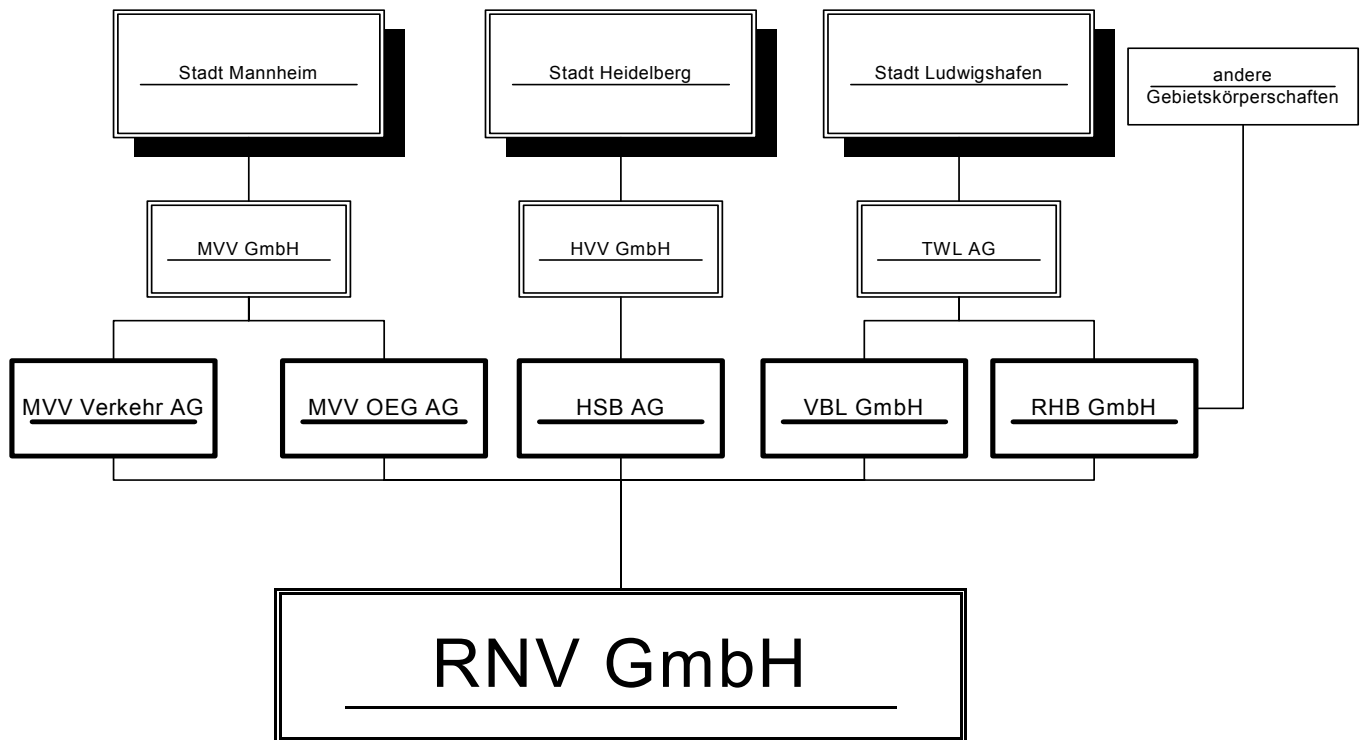 Stadt Mannheim
Stadt Heidelberg
Stadt Ludwigshafen
andere
Gebietskörperschaften
MVV GmbH
HVV GmbH
TWL AG
MVV Verkehr AG
MVV OEG AG
HSB AG
VBL GmbH
RHB GmbH
RNV GmbH